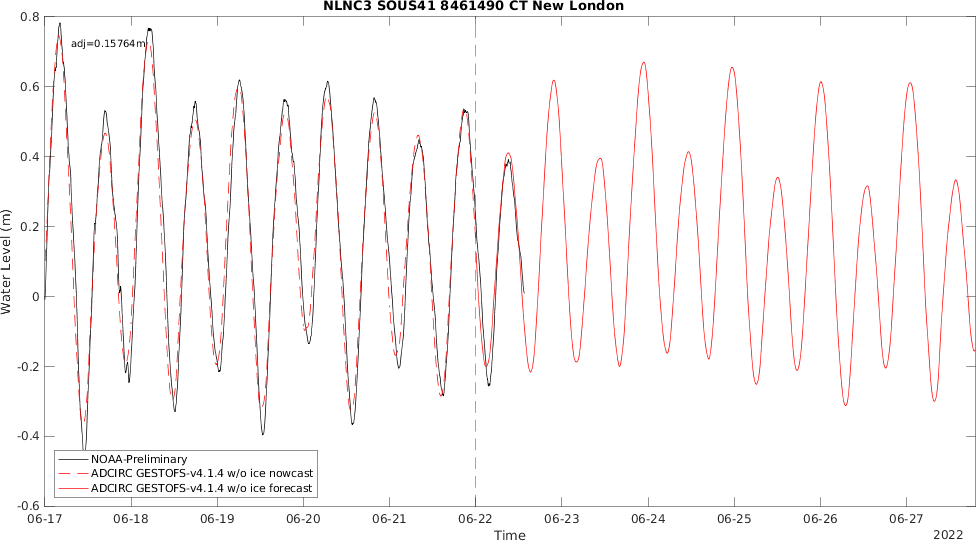 NLNC3 SOUS41 8461490 CT New London
adj=0.15764m
Water Level (m)
0.8
0.6
0.4
0.2
0
-0.2
-0.4
-0.6
NOAA-Preliminary
ADCIRC GESTOFS-v4.1.4 w/o ice nowcast
ADCIRC GESTOFS-v4.1.4 w/o ice forecast
06-17 06-18 06-19 06-20 06-21 06-22 06-23 06-24 06-25 06-26 06-27
Time
2022